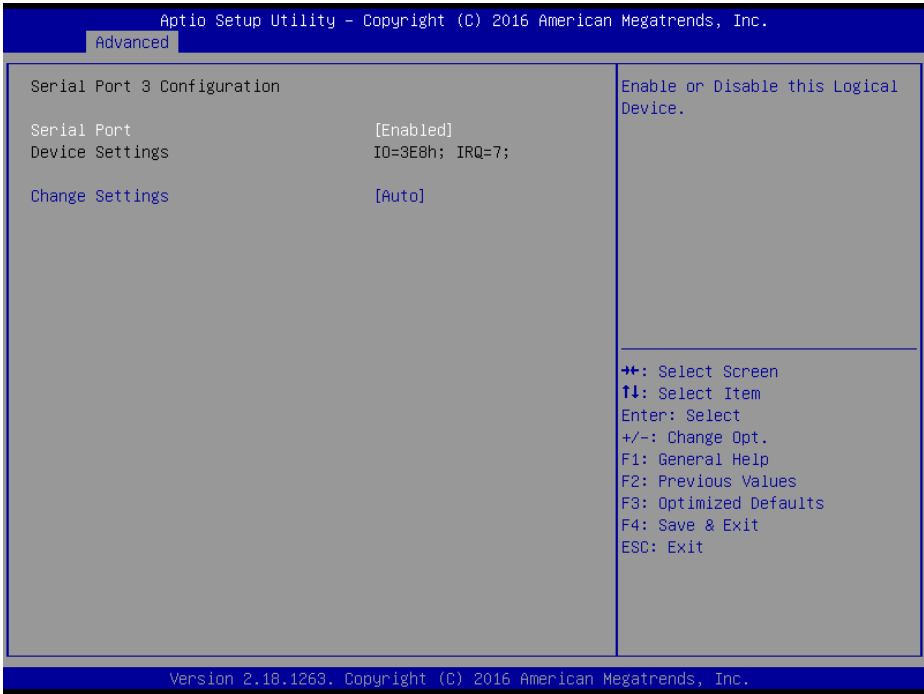 Aptio Setup Utility – Copyright (C) 2016 American Megatrends, Inc.
Advanced
Serial Port 3 Configuration
Serial Port [Enabled]
Device Settings IO=3E8h; IRQ=7;
Change Settings [Auto]
Enable or Disable this Logical
Device.
→←: Select Screen
↑↓: Select Item
Enter: Select
+/-: Change Opt.
F1: General Help
F2: Previous Values
F3: Optimized Defaults
F4: Save & Exit
ESC: Exit
Version 2.18.1263. Copyright (C) 2016 American Megatrends, Inc.